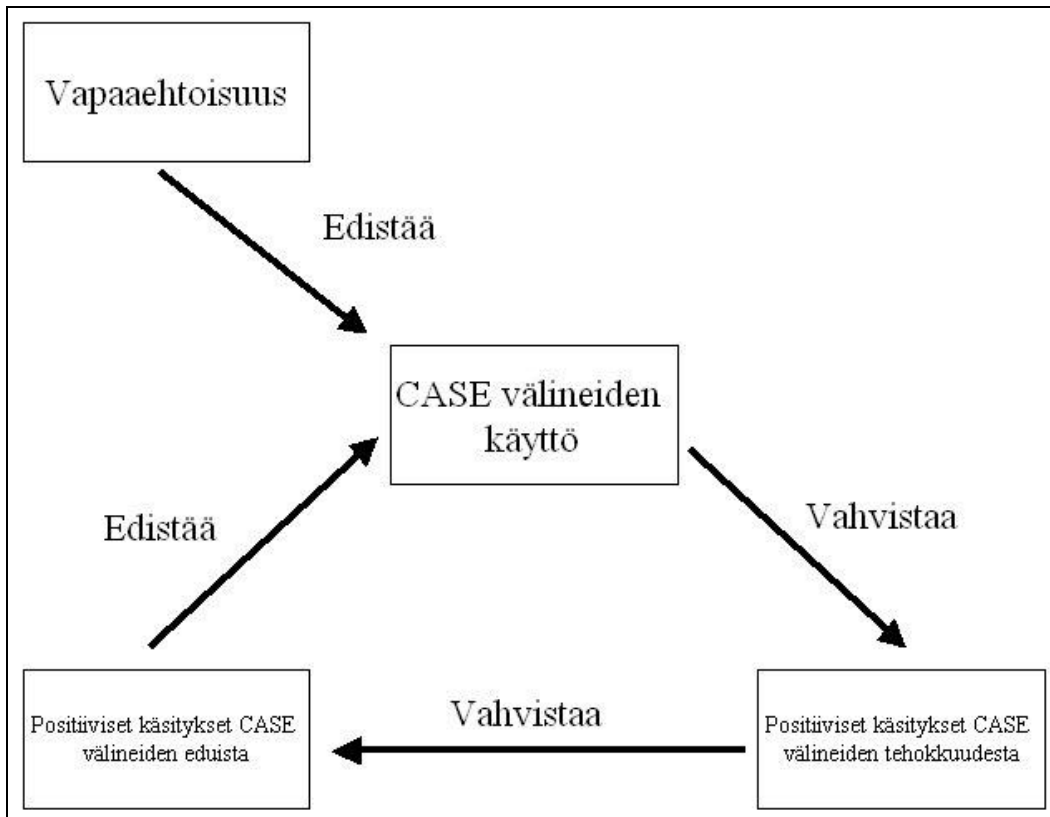 Vapaaehtoisuus
Edistää
CASE välineiden
käyttö
Edistää
Vahvistaa
Positiiviset käsitykset CASE
välineiden eduista
Vahvistaa
Positiiviset käsitykset CASE
välineiden tehokkuudesta